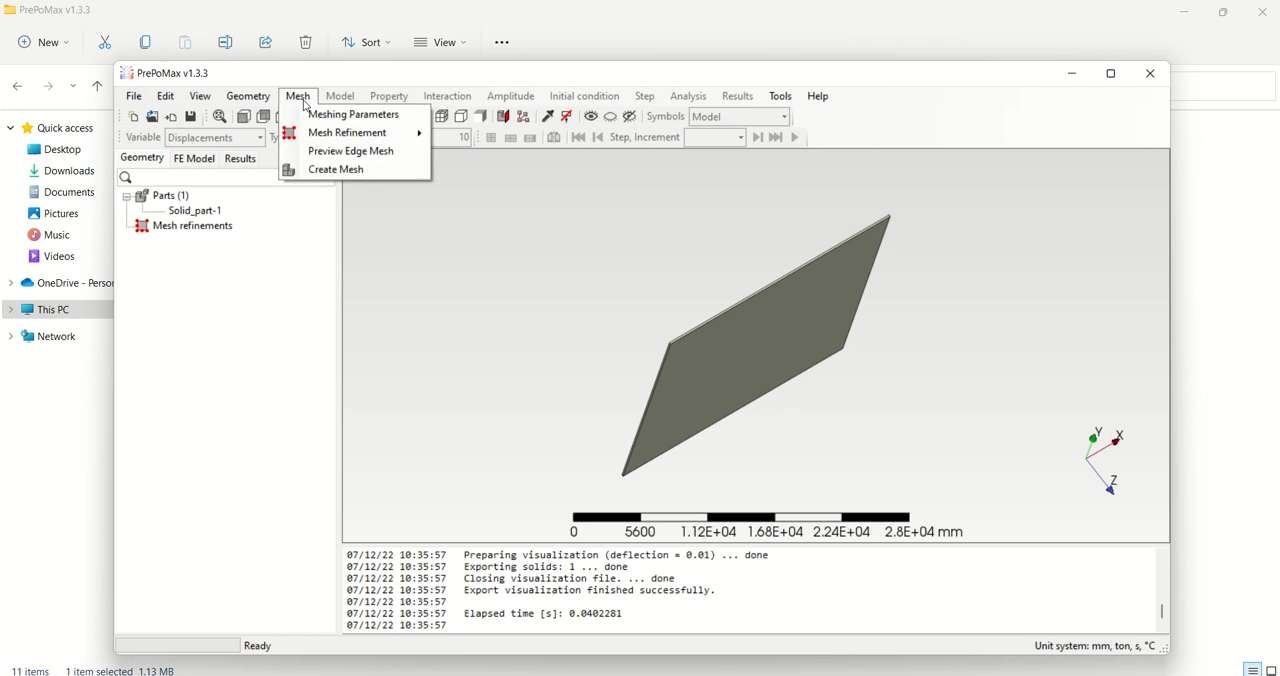 PrePoMax v1.3.3
New
Sort
View
PrePoMax v1.3.3
File Edit View Geometry Mesh Model Property Interaction Amplitude Initial condition Step Analysis Results Tools Help
Symbols Model
Variable Displacements 10 Step, Increment
Meshing Parameters
Mesh Refinement
Preview Edge Mesh
Create Mesh
Geometry FE Model Results
Parts (1)
Solid_part-1
Mesh refinements
Quick access
Desktop
Downloads
Documents
Pictures
Music
Videos
OneDrive - Person
This PC
Network
Y X
Z
0 5600 1.12E+04 1.68E+04 2.24E+04 2.8E+04 mm
07/12/22 10:35:57 Preparing visualization (deflection = 0.01) ... done
07/12/22 10:35:57 Exporting solids: 1 ... done
07/12/22 10:35:57 Closing visualization file. ... done
07/12/22 10:35:57 Export visualization finished successfully.
07/12/22 10:35:57
07/12/22 10:35:57 Elapsed time [s]: 0.0402281
07/12/22 10:35:57
Ready
Unit system: mm, ton, s, °C
11 items 1 item selected 1.13 MB